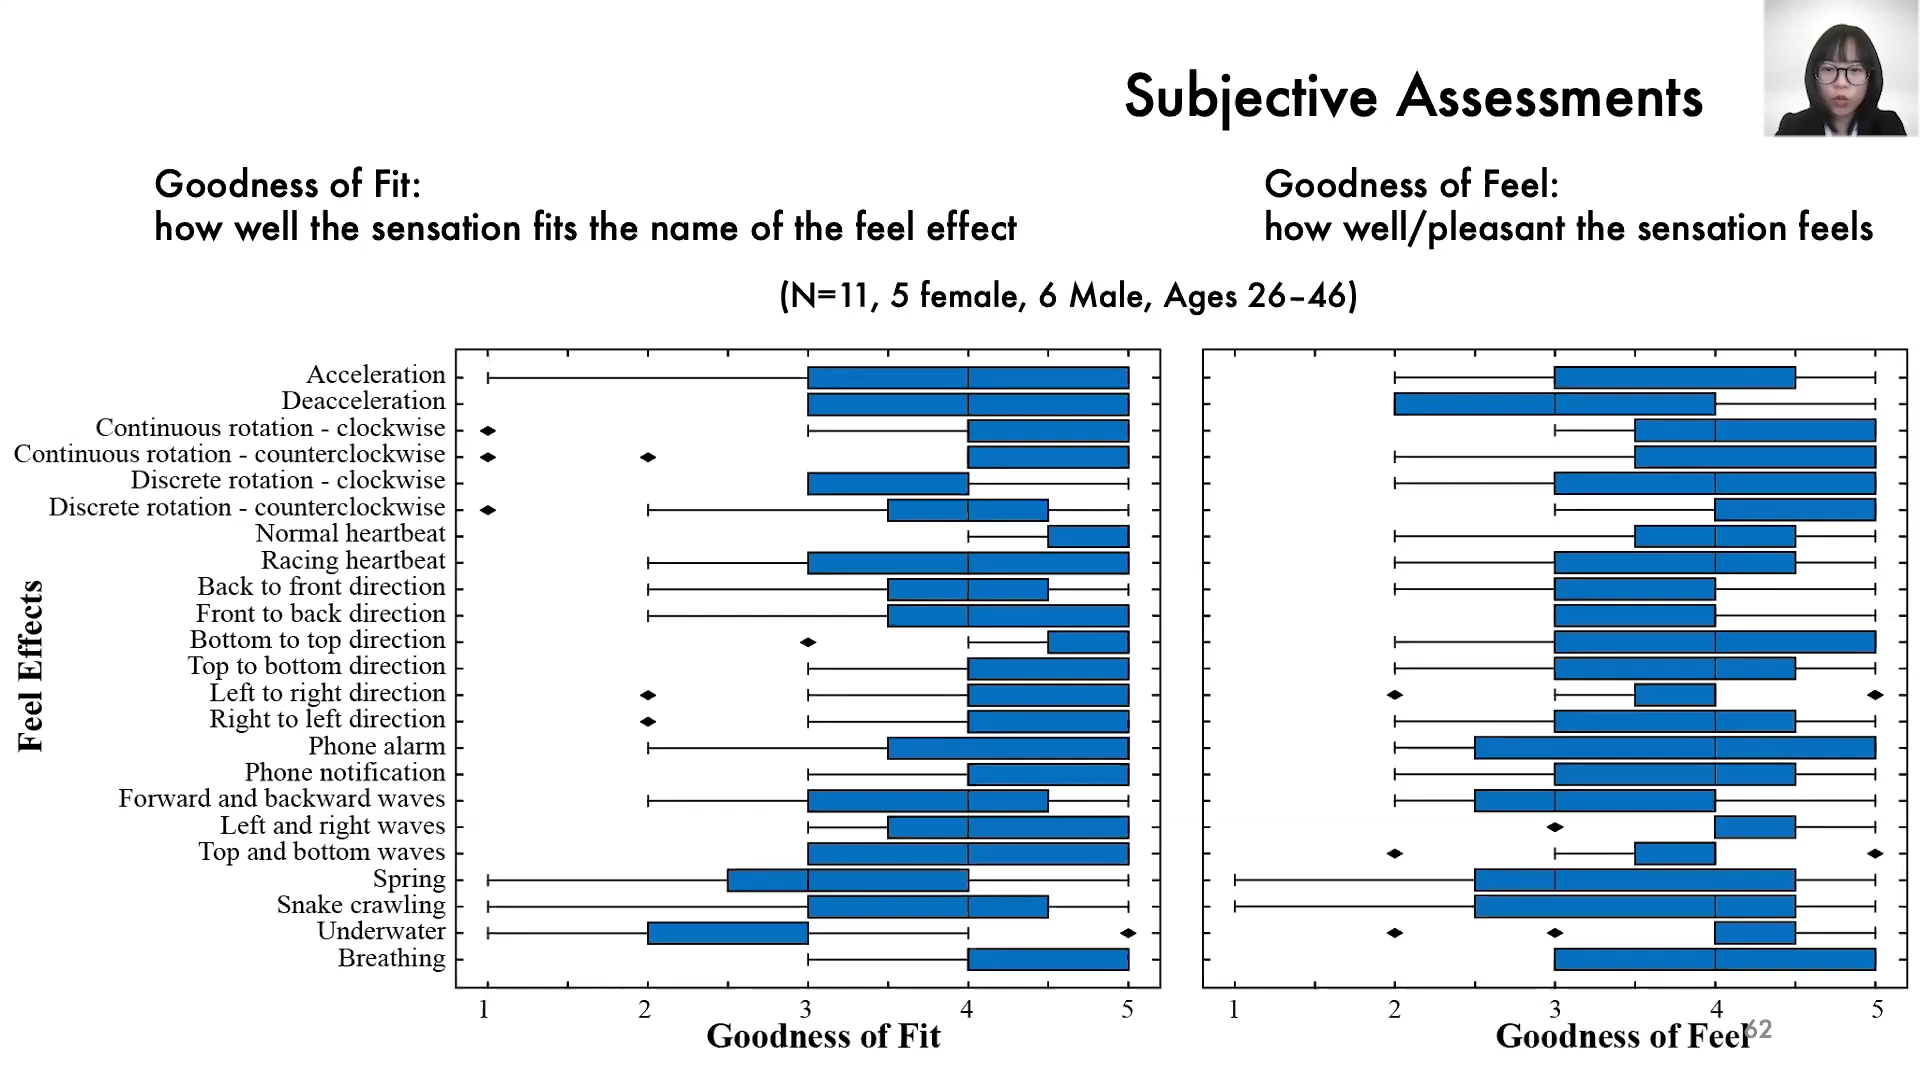 Subjective Assessments
Goodness of Fit:
how well the sensation fits the name of the feel effect
Goodness of Feel:
how well/pleasant the sensation feels
(N=11, 5 female, 6 Male, Ages 26–46)
Feel Effects
Acceleration
Deacceleration
Continuous rotation - clockwise
Continuous rotation - counterclockwise
Discrete rotation - clockwise
Discrete rotation - counterclockwise
Normal heartbeat
Racing heartbeat
Back to front direction
Front to back direction
Bottom to top direction
Top to bottom direction
Left to right direction
Right to left direction
Phone alarm
Phone notification
Forward and backward waves
Left and right waves
Top and bottom waves
Spring
Snake crawling
Underwater
Breathing
1 2 3 4 5
Goodness of Fit
1 2 3 4 5
Goodness of Feel
62